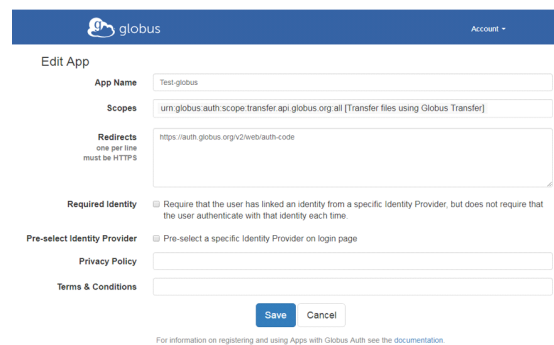 globus
Account
Edit App
App Name
Test-globus
Scopes
urn:globus:auth:scope:transfer.api.globus.org:all [Transfer files using Globus Transfer]
Redirects
one per line
must be HTTPS
https://auth.globus.org/v2/web/auth-code
Required Identity
Require that the user has linked an identity from a specific Identity Provider, but does not require that
the user authenticate with that identity each time.
Pre-select Identity Provider
Pre-select a specific Identity Provider on login page
Privacy Policy
Terms & Conditions
Save
Cancel
For information on registering and using Apps with Globus Auth see the documentation.